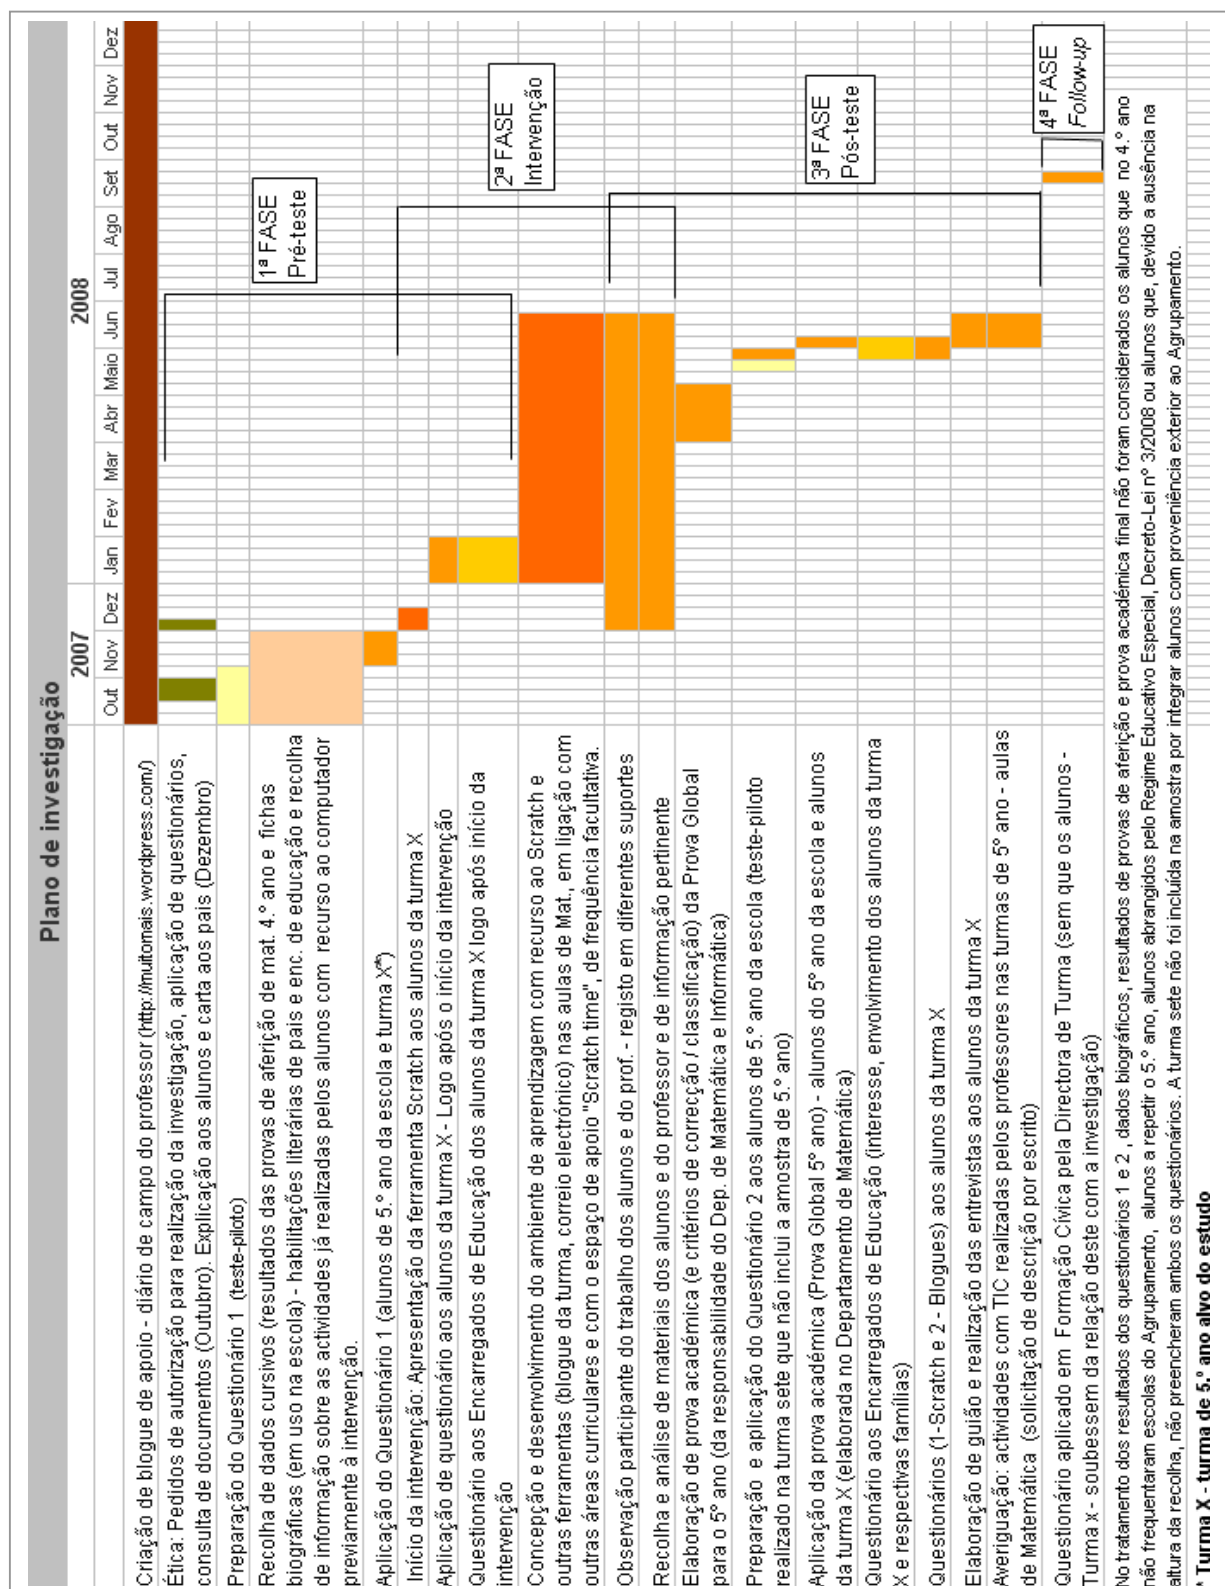 Plano de investigação
2007
2008
Out
Nov
Dez
Jan
Fev
Mar
Abr
Maio
Jun
Jul
Ago
Set
Out
Nov
Dez
Criação de blogue de apoio - diário de campo do professor (http://muitomais.wordpress.com/)
Ética: Pedidos de autorização para realização da investigação, aplicação de questionários,
consulta de documentos (Outubro). Explicação aos alunos e carta aos pais (Dezembro)
Preparação do Questionário 1 (teste-piloto)
Recolha de dados cursivos (resultados das provas de aferição de mat. 4.º ano e fichas
biográficas (em uso na escola) - habilitações literárias de pais e enc. de educação e recolha
de informação sobre as actividades já realizadas pelos alunos com recurso ao computador
previamente à intervenção.
Aplicação do Questionário 1 (alunos de 5.º ano da escola e turma X*)
Início da intervenção: Apresentação da ferramenta Scratch aos alunos da turma X
Aplicação de questionário aos alunos da turma X - Logo após o início da intervenção
Questionário aos Encarregados de Educação dos alunos da turma X logo após início da
intervenção
Concepção e desenvolvimento do ambiente de aprendizagem com recurso ao Scratch e
outras ferramentas (blogue da turma, correio electrónico) nas aulas de Mat., em ligação com
outras áreas curriculares e com o espaço de apoio "Scratch time", de frequência facultativa.
Observação participante do trabalho dos alunos e do prof. - registo em diferentes suportes
Recolha e análise de materiais dos alunos e do professor e de informação pertinente
Elaboração de prova académica (e critérios de correcção / classificação) da Prova Global
para o 5º ano (da responsabilidade do Dep. de Matemática e Informática)
Preparação e aplicação do Questionário 2 aos alunos de 5.º ano da escola (teste-piloto
realizado na turma sete que não inclui a amostra de 5.º ano)
Aplicação da prova académica (Prova Global 5º ano) - alunos do 5º ano da escola e alunos
da turma X (elaborada no Departamento de Matemática)
Questionário aos Encarregados de Educação (interesse, envolvimento dos alunos da turma
X e respectivas famílias)
Questionários (1-Scratch e 2 - Blogues) aos alunos da turma X
Elaboração de guião e realização das entrevistas aos alunos da turma X
Averiguação: actividades com TIC realizadas pelos professores nas turmas de 5º ano - aulas
de Matemática (solicitação de descrição por escrito)
Questionário aplicado em Formação Cívica pela Directora de Turma (sem que os alunos -
Turma x - soubessem da relação deste com a investigação)
1ª FASE
Pré-teste
2ª FASE
Intervenção
3ª FASE
Pós-teste
4ª FASE
Follow-up
No tratamento dos resultados dos questionários 1 e 2 , dados biográficos, resultados de provas de aferição e prova académica final não foram considerados os alunos que no 4.º ano
não frequentaram escolas do Agrupamento, alunos a repetir o 5.º ano, alunos abrangidos pelo Regime Educativo Especial, Decreto-Lei nº 3/2008 ou alunos que, devido a ausência na
altura da recolha, não preencheram ambos os questionários. A turma sete não foi incluída na amostra por integrar alunos com proveniência exterior ao Agrupamento.
* Turma X - turma de 5.º ano alvo do estudo